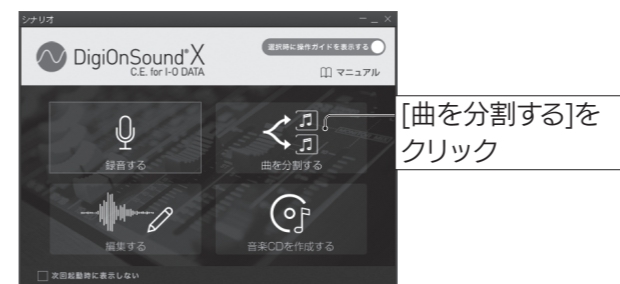 シナリオ
選択時に操作ガイドを表示する
DigiOnSound®X
C.E. for I-O DATA
マニュアル
[曲を分割する]を
クリック
録音する
曲を分割する
編集する
音楽CDを作成する
次回起動時に表示しない